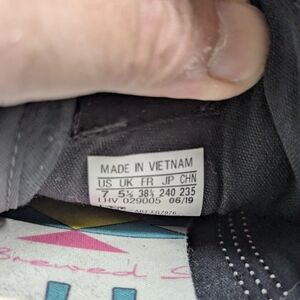 MADE IN VIETNAM
US UK FR JP CHN
7 5½ 38⅔ 240 235
LHV 029005 06/19
Brewed